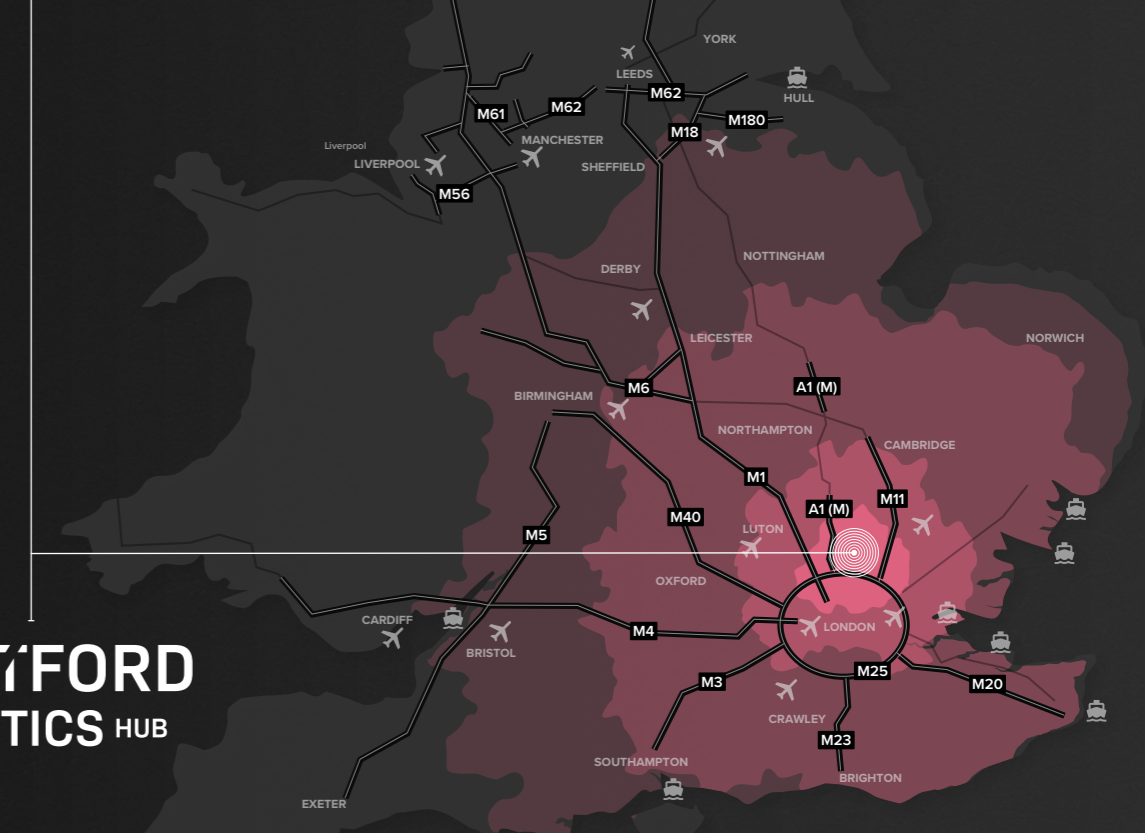 YORK
LEEDS
M62
HULL
M61
M62
M180
M18
MANCHESTER
Liverpool
LIVERPOOL
SHEFFIELD
M56
NOTTINGHAM
DERBY
LEICESTER
NORWICH
M6
A1 (M)
BIRMINGHAM
NORTHAMPTON
CAMBRIDGE
M1
M11
A1 (M)
M40
LUTON
M5
OXFORD
CARDIFF
LONDON
M4
BRISTOL
M25
M3
M20
CRAWLEY
M23
SOUTHAMPTON
BRIGHTON
EXETER
TFORD
TICS HUB